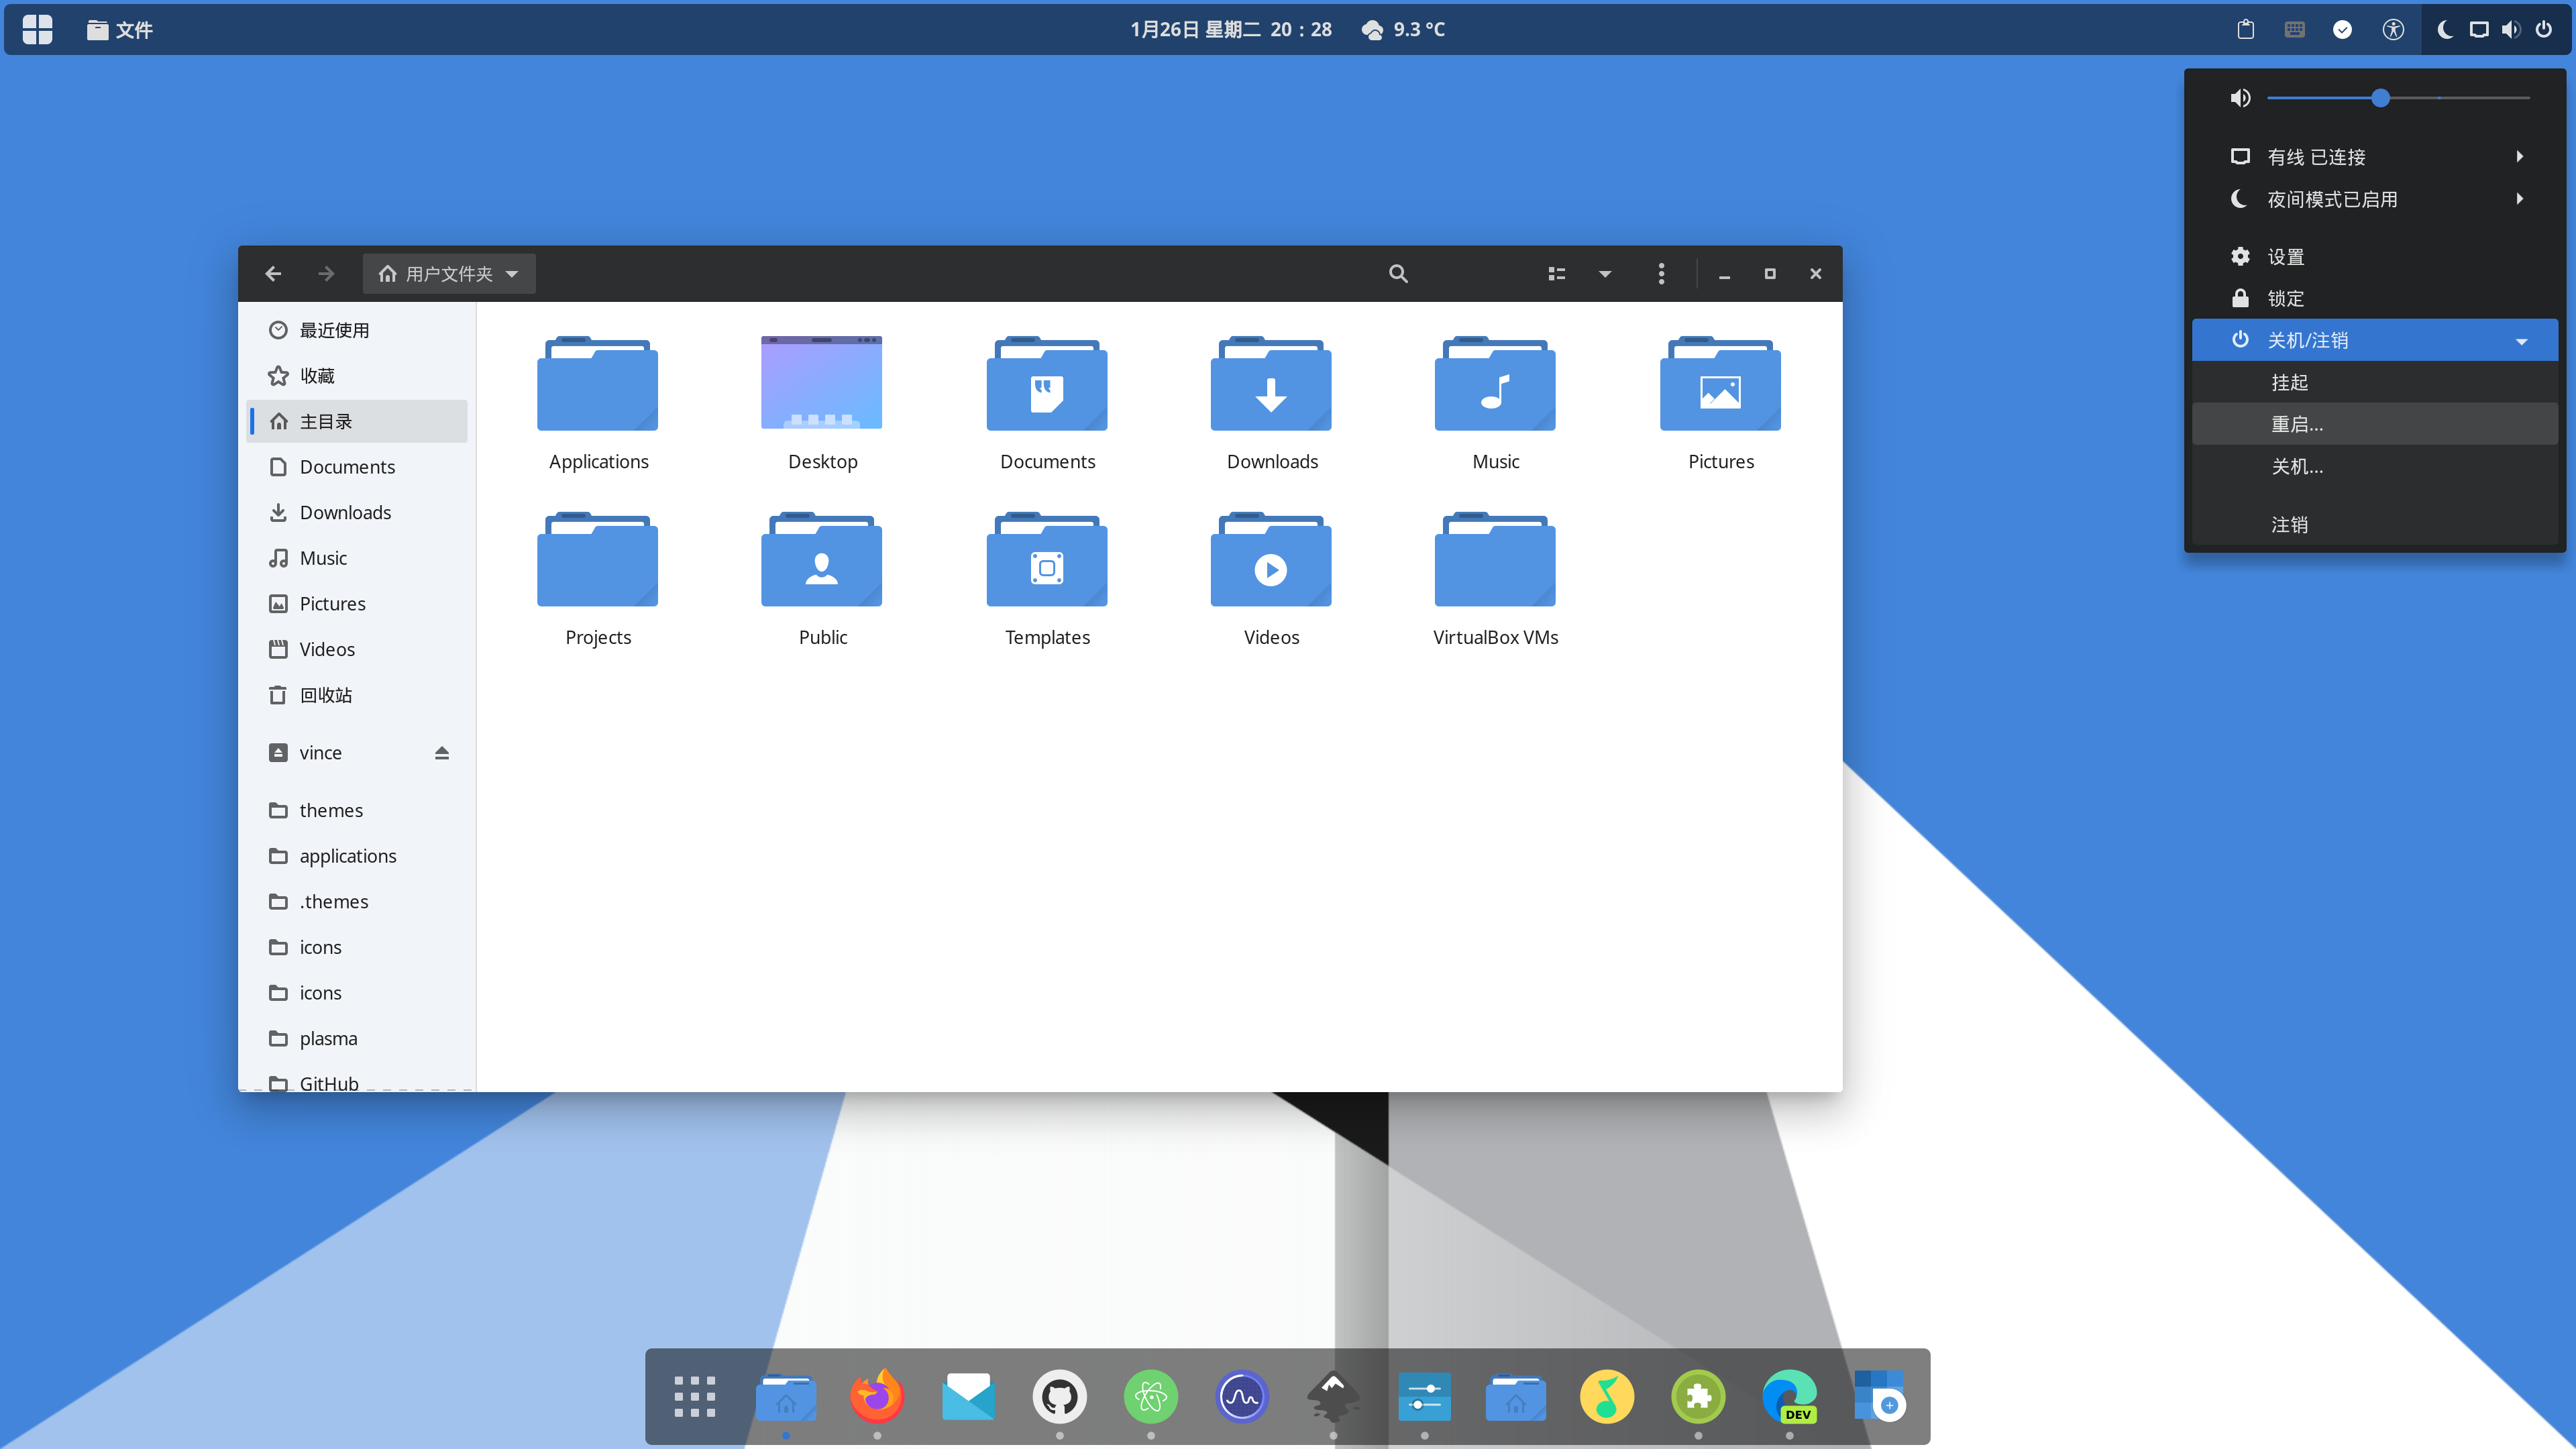 文件
1月26日 星期二 20：28
9.3 °C
有线 已连接
夜间模式已启用
设置
锁定
关机/注销
挂起
重启...
关机...
注销
用户文件夹
最近使用
收藏
主目录
Documents
Downloads
Music
Pictures
Videos
回收站
vince
themes
applications
.themes
icons
icons
plasma
GitHub
Applications
Desktop
Documents
Downloads
Music
Pictures
Projects
Public
Templates
Videos
VirtualBox VMs
DEV